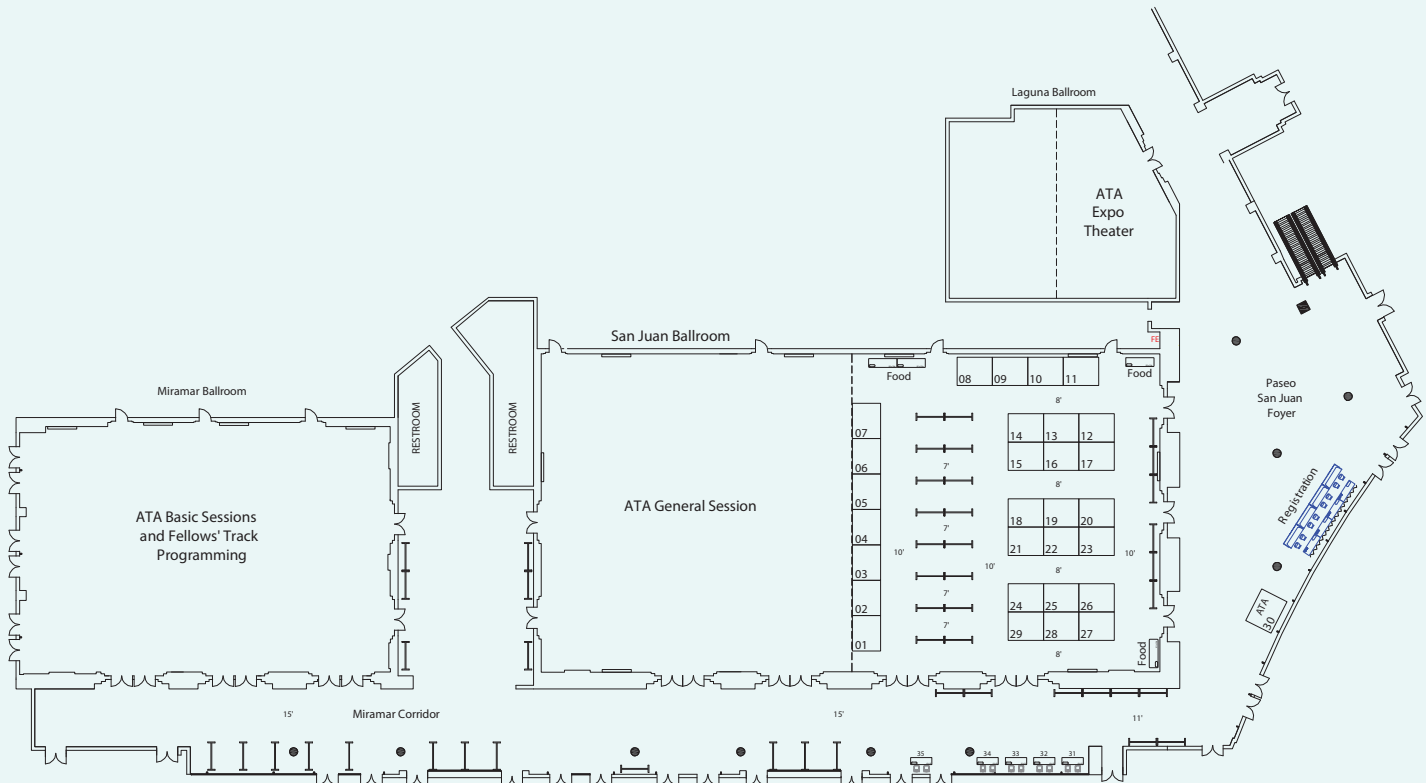 Laguna Ballroom
ATA
Expo
Theater
San Juan Ballroom
FE
Food
08 09 10 11
Food
8'
Miramar Ballroom
RESTROOM
RESTROOM
Paseo
San Juan
Foyer
07
14 13 12
7'
06
15 16 17
8'
Registration
05
ATA Basic Sessions
and Fellows' Track
Programming
ATA General Session
18 19 20
7'
04
10'
21 22 23
10'
10'
8'
03
7'
02
24 25 26
7'
01
29 28 27
8'
Food
ATA
30
15'
Miramar Corridor
15'
11'
35 34 33 32 31